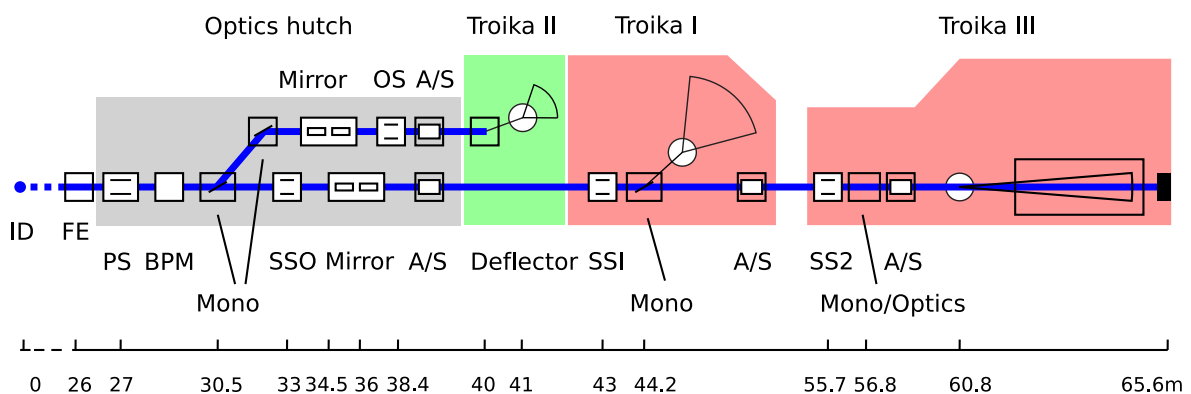 Optics hutch Troika II Troika I Troika III
Mirror OS A/S
ID FE
PS BPM SSO Mirror A/S Deflector SSI A/S SS2 A/S
Mono Mono Mono/Optics
0 26 27 30.5 33 34.5 36 38.4 40 41 43 44.2 55.7 56.8 60.8 65.6m